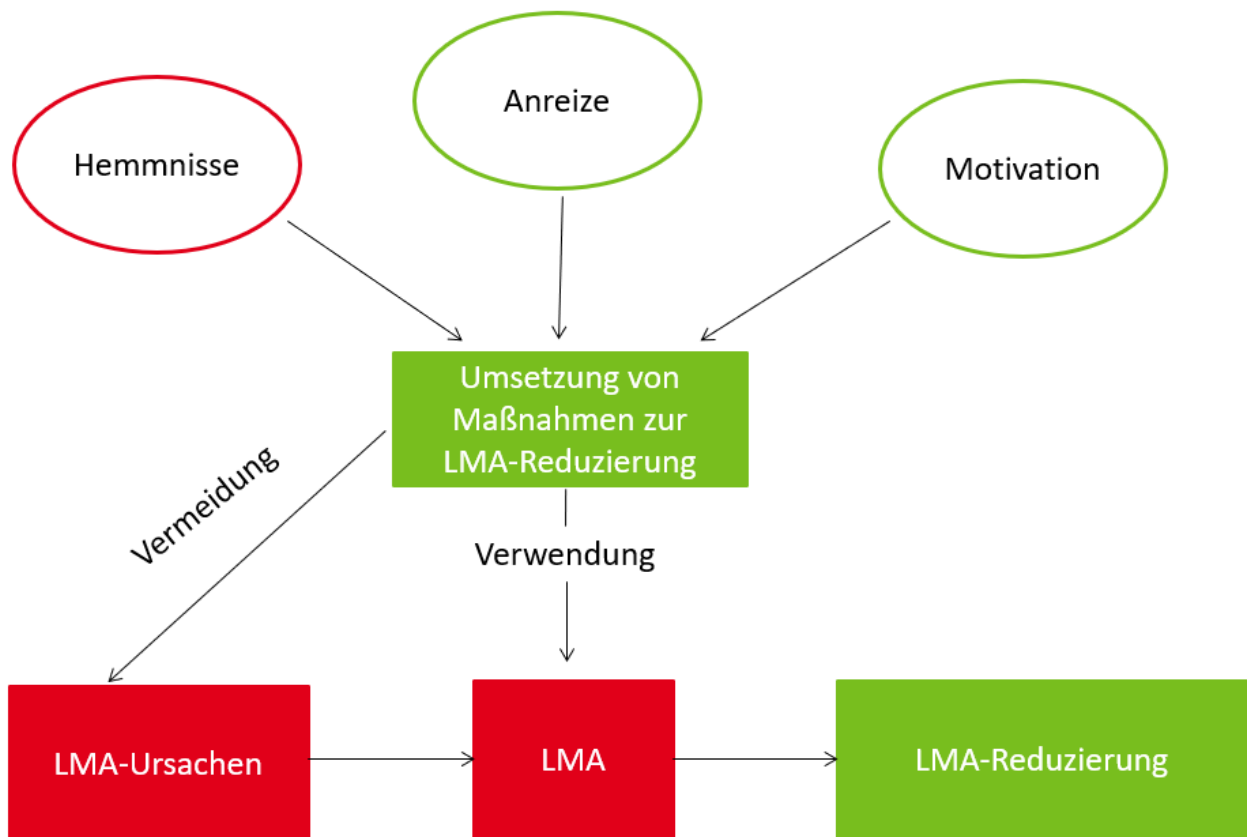 Anreize
Hemmnisse
Motivation
Umsetzung von
Maßnahmen zur
LMA-Reduzierung
Vermeidung
Verwendung
LMA-Ursachen
LMA
LMA-Reduzierung